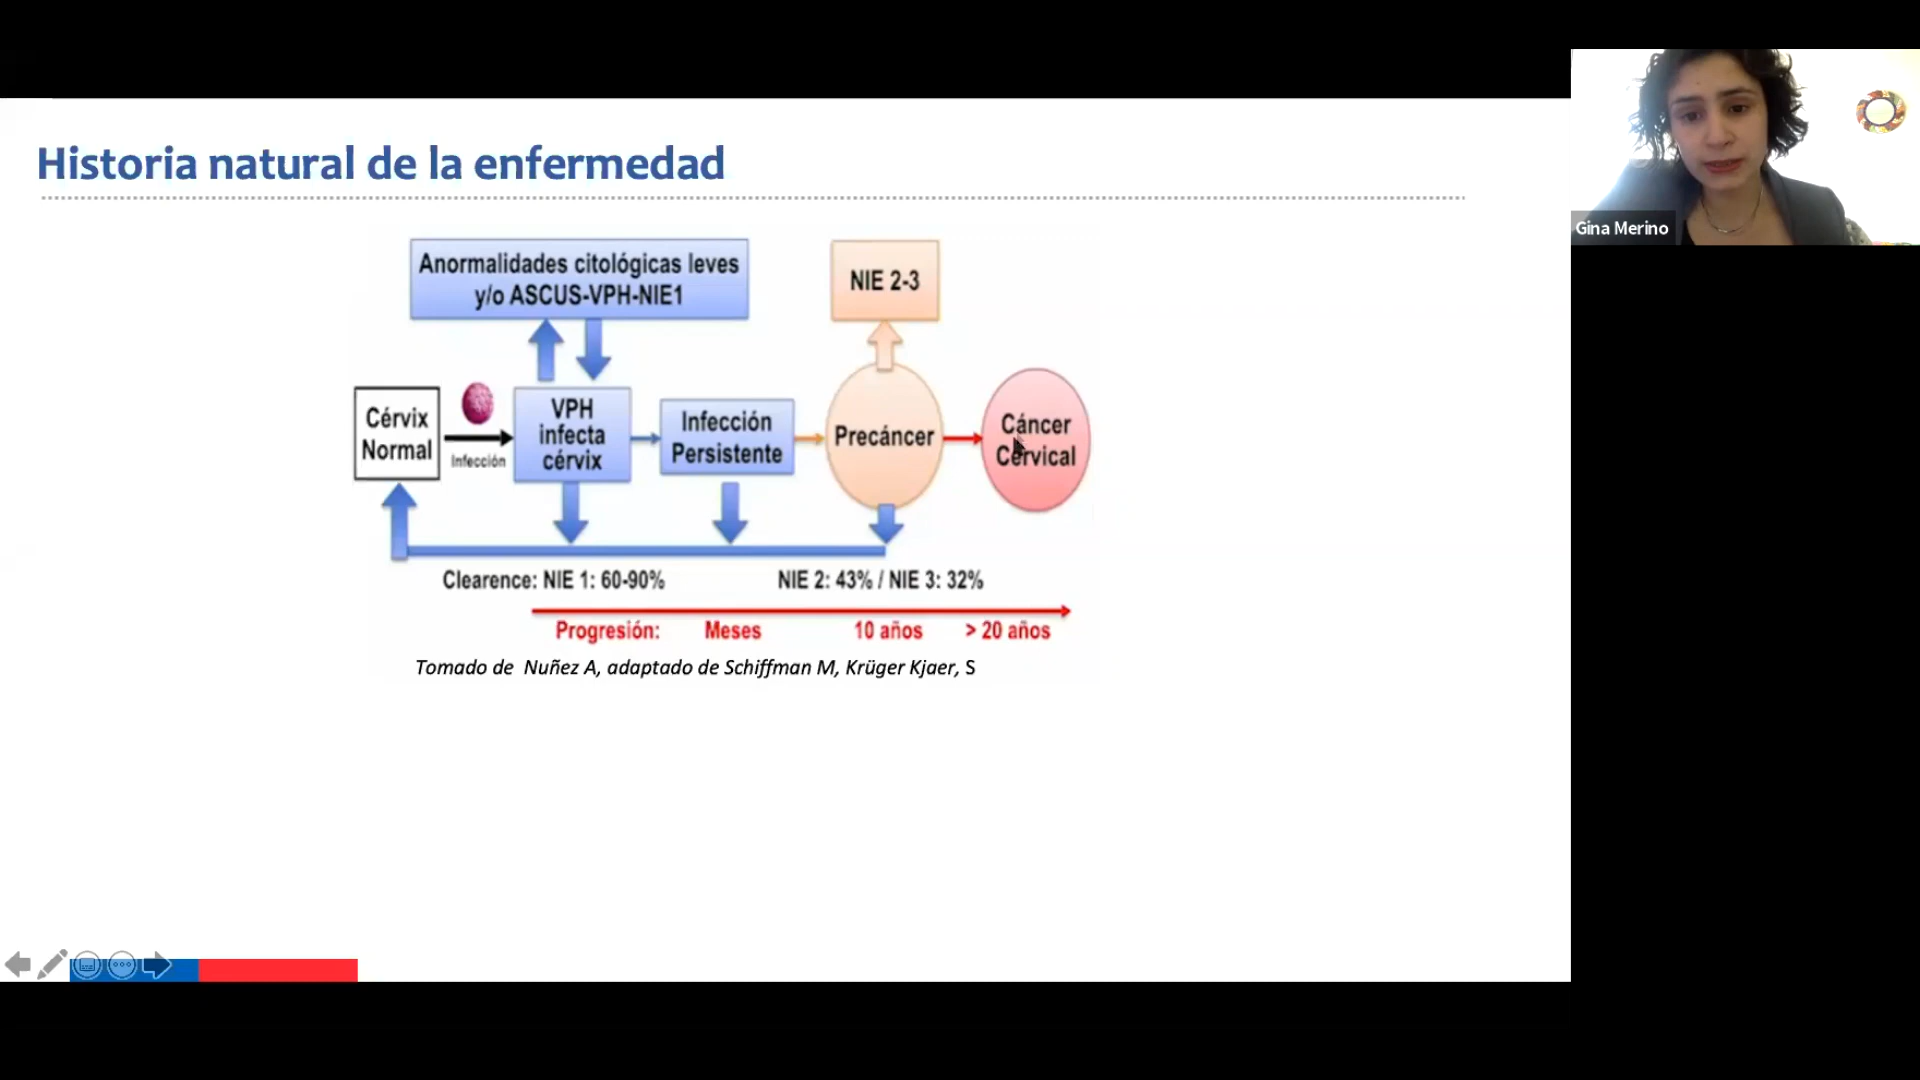 Historia natural de la enfermedad
Gina Merino
Anormalidades citológicas leves
y/o ASCUS-VPH-NIE1
NIE 2-3
Cérvix
Normal
Infección
VPH
infecta
cérvix
Infección
Persistente
Precáncer
Cáncer
Cervical
Clearence: NIE 1: 60-90%
NIE 2: 43% / NIE 3: 32%
Progresión:
Meses
10 años
> 20 años
Tomado de Nuñez A, adaptado de Schiffman M, Krüger Kjaer, S